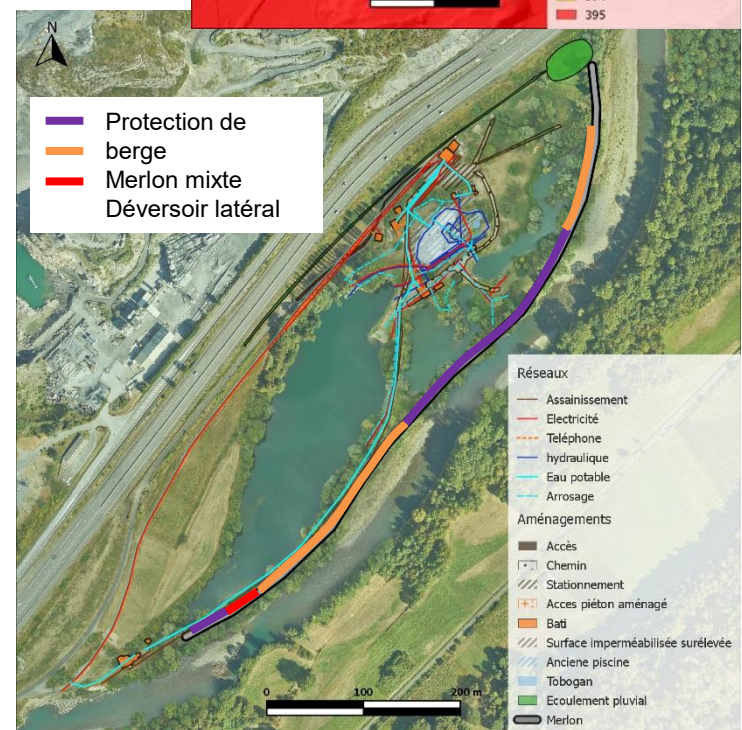 395
N
Protection de
berge
Merlon mixte
Déversoir latéral
Réseaux
Assainissement
Electricité
Teléphone
hydraulique
Eau potable
Arrosage
Aménagements
Accès
Chemin
Stationnement
Acces piéton aménagé
Bati
Surface imperméabilisée surélevée
Anciene piscine
Tobogan
Ecoulement pluvial
Merlon
0 100 200 m